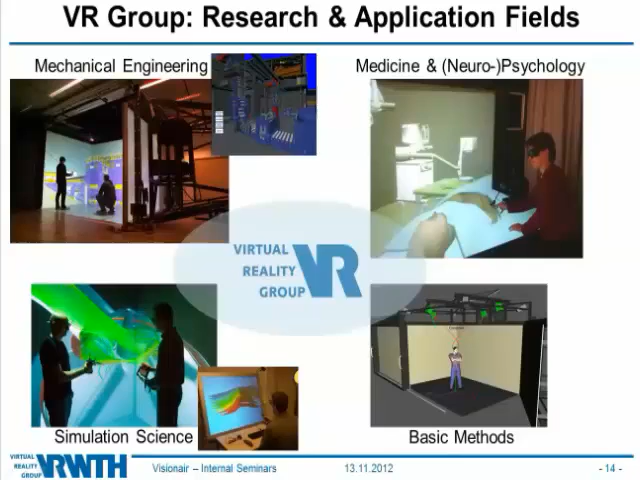 VR Group: Research & Application Fields
Mechanical Engineering
Medicine & (Neuro-)Psychology
VIRTUAL
REALITY
GROUP
VR
Simulation Science
Basic Methods
VIRTUAL
REALITY
GROUP
VRWTH
Visionair – Internal Seminars
13.11.2012
- 14 -